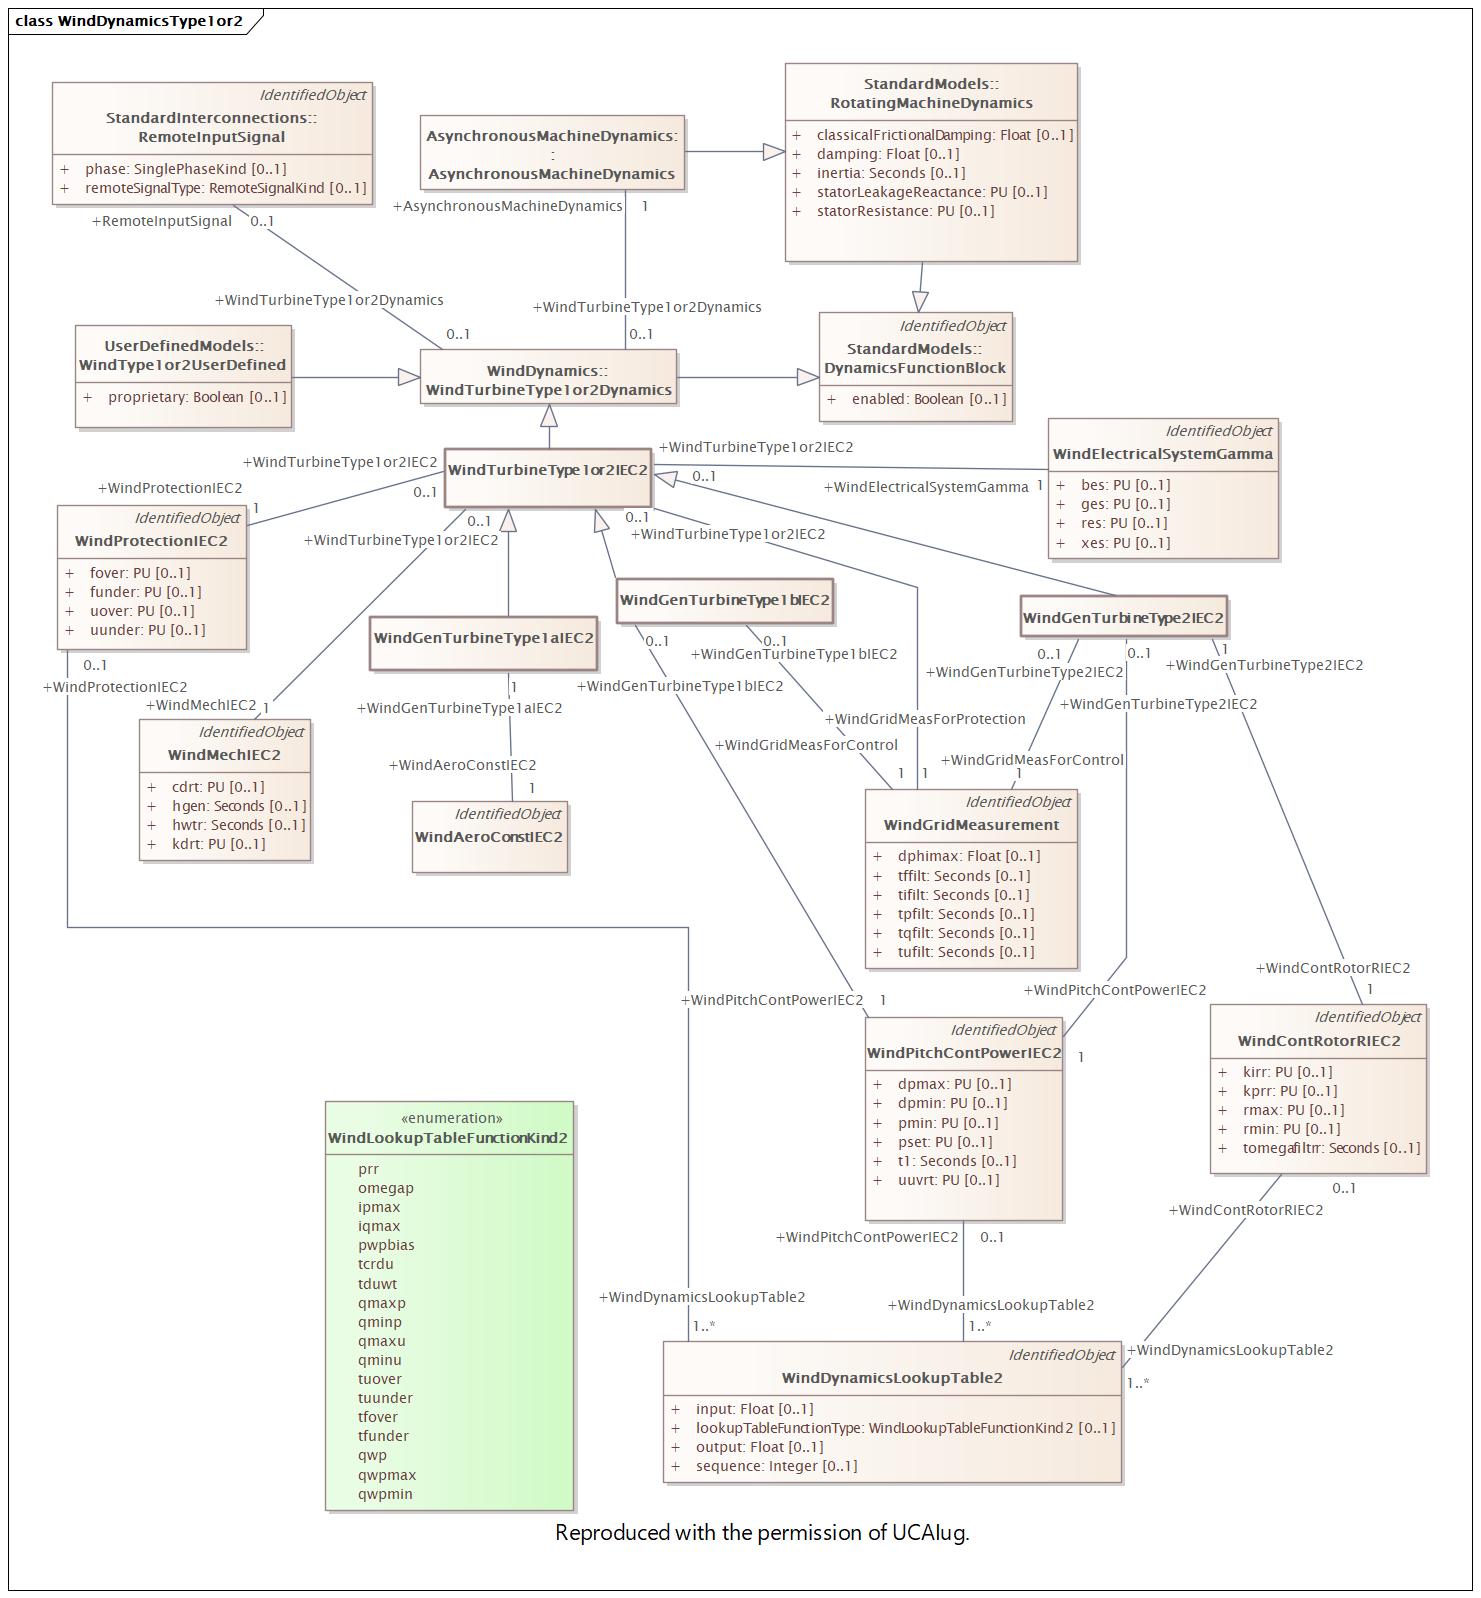 class WindDynamicsType1or2
IdentifiedObject
StandardInterconnections::
RemoteInputSignal
+ phase: SinglePhaseKind [0..1]
+ remoteSignalType: RemoteSignalKind [0..1]
AsynchronousMachineDynamics:
:
AsynchronousMachineDynamics
StandardModels::
RotatingMachineDynamics
+ classicalFrictionalDamping: Float [0..1]
+ damping: Float [0..1]
+ inertia: Seconds [0..1]
+ statorLeakageReactance: PU [0..1]
+ statorResistance: PU [0..1]
+RemoteInputSignal 0..1
+AsynchronousMachineDynamics 1
+WindTurbineType1or2Dynamics
0..1
+WindTurbineType1or2Dynamics
0..1
UserDefinedModels::
WindType1or2UserDefined
+ proprietary: Boolean [0..1]
WindDynamics::
WindTurbineType1or2Dynamics
IdentifiedObject
StandardModels::
DynamicsFunctionBlock
+ enabled: Boolean [0..1]
WindTurbineType1or2IEC2
+WindTurbineType1or2IEC2
0..1
+WindProtectionIEC2
1
+WindTurbineType1or2IEC2
0..1
+WindElectricalSystemGamma 1
IdentifiedObject
WindElectricalSystemGamma
+ bes: PU [0..1]
+ ges: PU [0..1]
+ res: PU [0..1]
+ xes: PU [0..1]
IdentifiedObject
WindProtectionIEC2
+ fover: PU [0..1]
+ funder: PU [0..1]
+ uover: PU [0..1]
+ uunder: PU [0..1]
0..1
+WindTurbineType1or2IEC2
0..1
+WindTurbineType1or2IEC2
WindGenTurbineType1aIEC2
WindGenTurbineType1bIEC2
WindGenTurbineType2IEC2
0..1
+WindProtectionIEC2
+WindMechIEC2 1
1
+WindGenTurbineType1aIEC2
+WindAeroConstIEC2
1
0..1
+WindGenTurbineType1bIEC2
0..1
+WindGenTurbineType1bIEC2
0..1
+WindGenTurbineType2IEC2
0..1
+WindGenTurbineType2IEC2
1
+WindGenTurbineType2IEC2
+WindGridMeasForProtection
+WindGridMeasForControl
1 1
+WindGridMeasForControl
1
IdentifiedObject
WindMechIEC2
+ cdrt: PU [0..1]
+ hgen: Seconds [0..1]
+ hwtr: Seconds [0..1]
+ kdrt: PU [0..1]
IdentifiedObject
WindAeroConstIEC2
IdentifiedObject
WindGridMeasurement
+ dphimax: Float [0..1]
+ tffilt: Seconds [0..1]
+ tifilt: Seconds [0..1]
+ tpfilt: Seconds [0..1]
+ tqfilt: Seconds [0..1]
+ tufilt: Seconds [0..1]
+WindPitchContPowerIEC2 1
+WindPitchContPowerIEC2
1
+WindContRotorRIEC2
1
IdentifiedObject
WindPitchContPowerIEC2
+ dpmax: PU [0..1]
+ dpmin: PU [0..1]
+ pmin: PU [0..1]
+ pset: PU [0..1]
+ t1: Seconds [0..1]
+ uuvrt: PU [0..1]
IdentifiedObject
WindContRotorRIEC2
+ kirr: PU [0..1]
+ kprr: PU [0..1]
+ rmax: PU [0..1]
+ rmin: PU [0..1]
+ tomegafiltrr: Seconds [0..1]
«enumeration»
WindLookupTableFunctionKind2
prr
omegap
ipmax
iqmax
pwpbias
tcrdu
tduwt
qmaxp
qminp
qmaxu
qminu
tuover
tuunder
tfover
tfunder
qwp
qwpmax
qwpmin
+WindPitchContPowerIEC2 0..1
0..1
+WindContRotorRIEC2
+WindDynamicsLookupTable2
1..*
+WindDynamicsLookupTable2
1..*
+WindDynamicsLookupTable2
1..*
IdentifiedObject
WindDynamicsLookupTable2
+ input: Float [0..1]
+ lookupTableFunctionType: WindLookupTableFunctionKind2 [0..1]
+ output: Float [0..1]
+ sequence: Integer [0..1]
Reproduced with the permission of UCAIug.